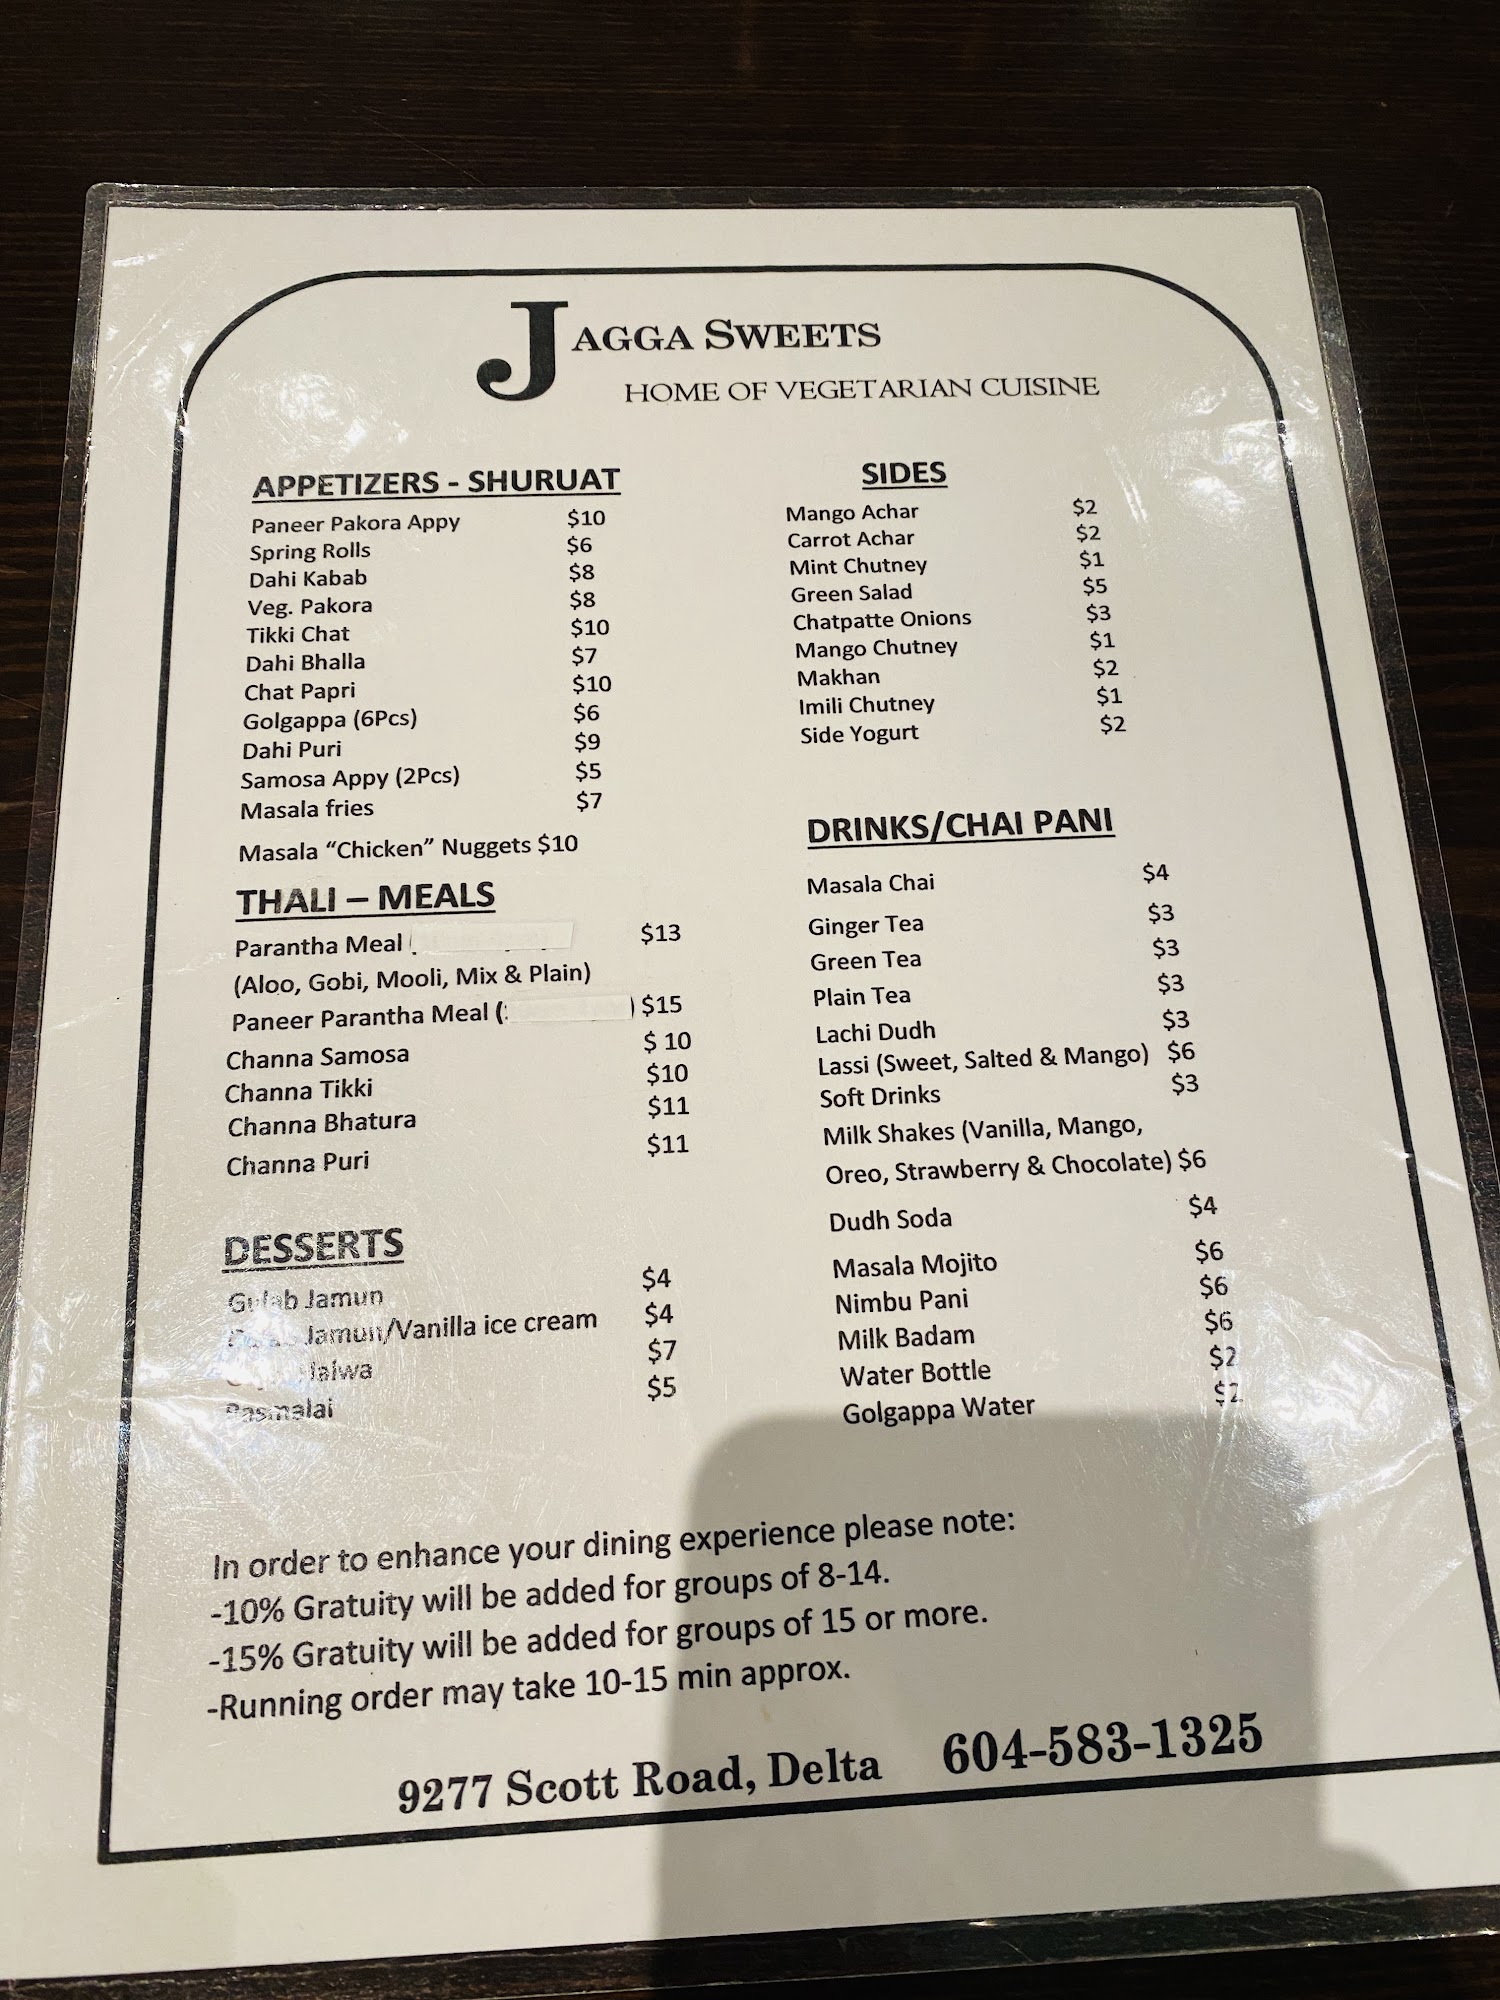 JAGGA SWEETS
HOME OF VEGETARIAN CUISINE
APPETIZERS - SHURUAT
Paneer Pakora Appy $10
Spring Rolls $6
Dahi Kabab $8
Veg. Pakora $8
Tikki Chat $10
Dahi Bhalla $7
Chat Papri $10
Golgappa (6Pcs) $6
Dahi Puri $9
Samosa Appy (2Pcs) $5
Masala fries $7
Masala “Chicken” Nuggets $10
THALI – MEALS
Parantha Meal ( $13
(Aloo, Gobi, Mooli, Mix & Plain)
Paneer Parantha Meal ( ) $15
Channa Samosa $ 10
Channa Tikki $10
Channa Bhatura $11
Channa Puri $11
DESSERTS
Gulab Jamun $4
Jamun/Vanilla ice cream $4
Halwa $7
Rasmalai $5
SIDES
Mango Achar $2
Carrot Achar $2
Mint Chutney $1
Green Salad $5
Chatpatte Onions $3
Mango Chutney $1
Makhan $2
Imili Chutney $1
Side Yogurt $2
DRINKS/CHAI PANI
Masala Chai $4
Ginger Tea $3
Green Tea $3
Plain Tea $3
Lachi Dudh $3
Lassi (Sweet, Salted & Mango) $6
Soft Drinks $3
Milk Shakes (Vanilla, Mango,
Oreo, Strawberry & Chocolate) $6
Dudh Soda $4
Masala Mojito $6
Nimbu Pani $6
Milk Badam $6
Water Bottle $2
Golgappa Water $2
In order to enhance your dining experience please note:
-10% Gratuity will be added for groups of 8-14.
-15% Gratuity will be added for groups of 15 or more.
-Running order may take 10-15 min approx.
9277 Scott Road, Delta 604-583-1325